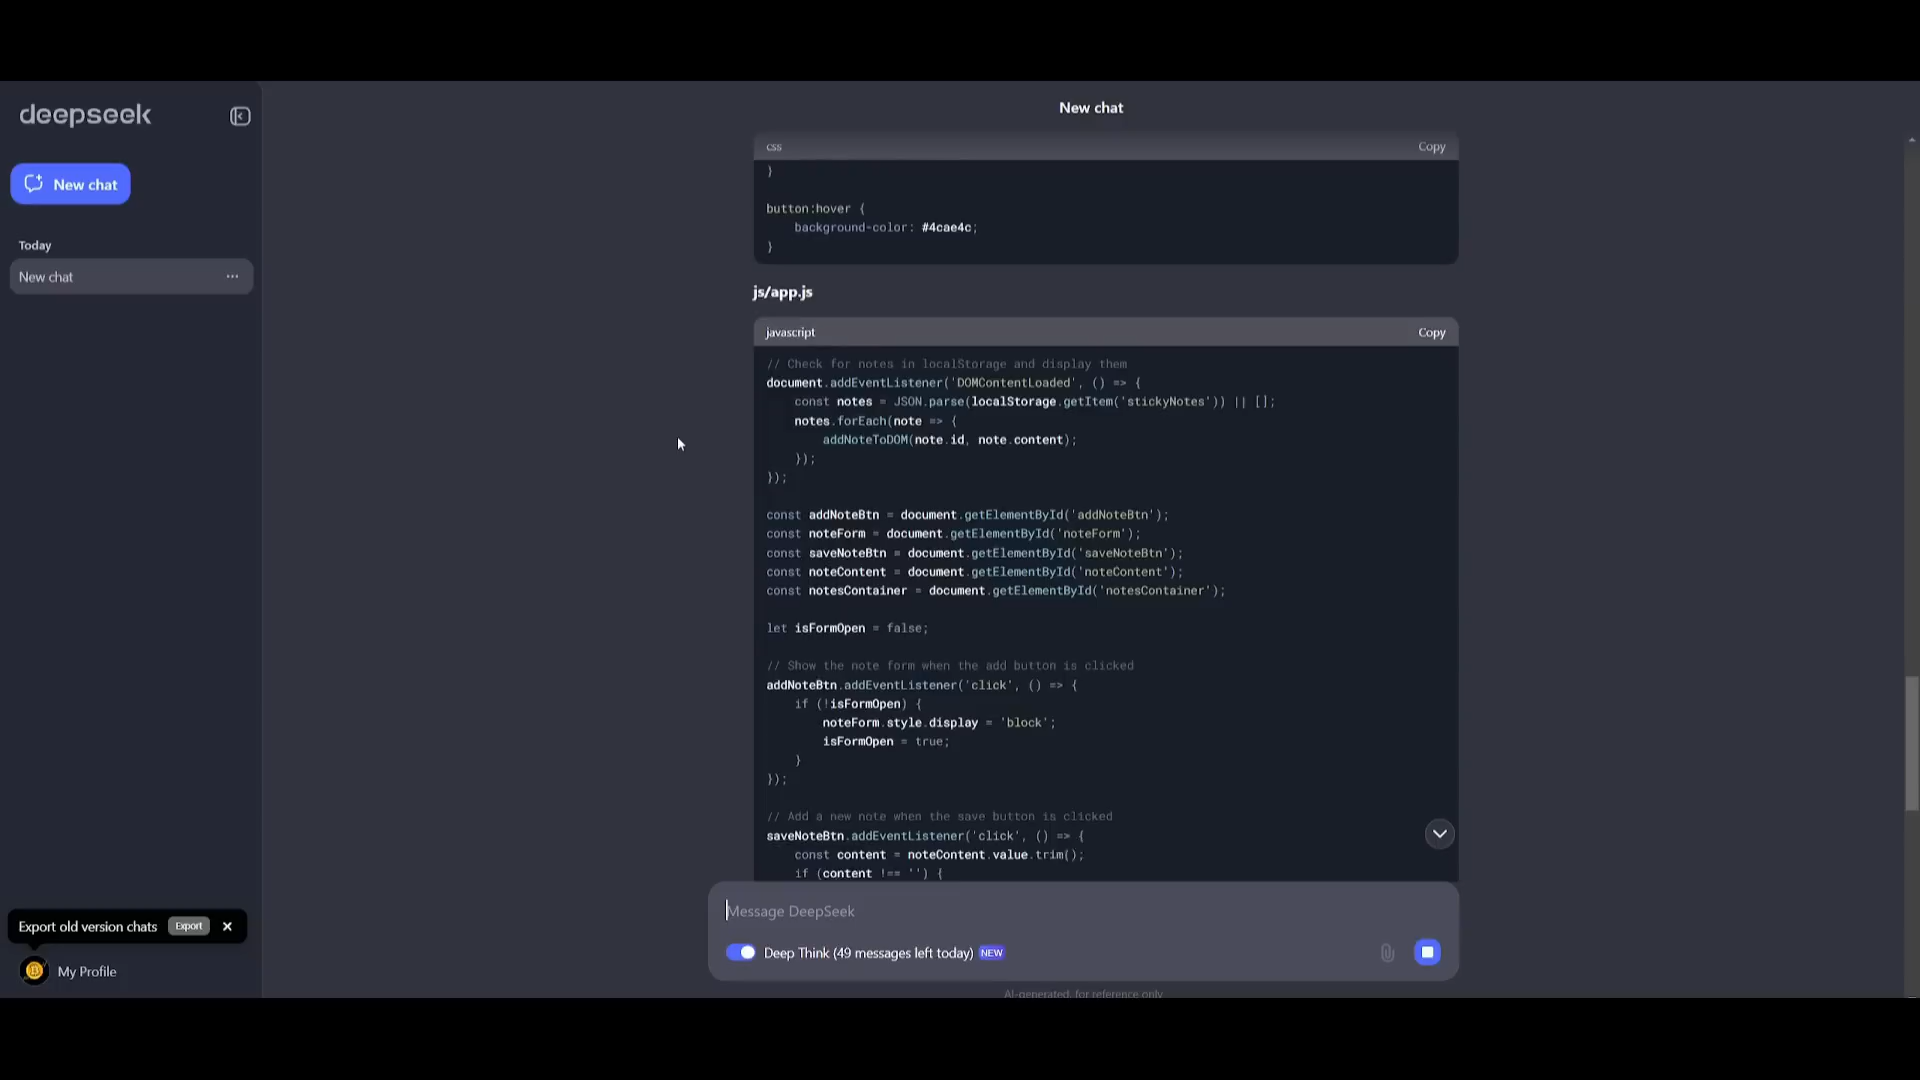 deepseek
New chat
Today
New chat
Export old version chats Export
My Profile
New chat
css Copy
}
button:hover {
    background-color: #4cae4c;
}
js/app.js
javascript Copy
// Check for notes in localStorage and display them
document.addEventListener('DOMContentLoaded', () => {
    const notes = JSON.parse(localStorage.getItem('stickyNotes')) || [];
    notes.forEach(note => {
        addNoteToDOM(note.id, note.content);
    });
});
const addNoteBtn = document.getElementById('addNoteBtn');
const noteForm = document.getElementById('noteForm');
const saveNoteBtn = document.getElementById('saveNoteBtn');
const noteContent = document.getElementById('noteContent');
const notesContainer = document.getElementById('notesContainer');
let isFormOpen = false;
// Show the note form when the add button is clicked
addNoteBtn.addEventListener('click', () => {
    if (!isFormOpen) {
        noteForm.style.display = 'block';
        isFormOpen = true;
    }
});
// Add a new note when the save button is clicked
saveNoteBtn.addEventListener('click', () => {
    const content = noteContent.value.trim();
    if (content !== '') {
Message DeepSeek
Deep Think (49 messages left today) NEW
AI-generated, for reference only